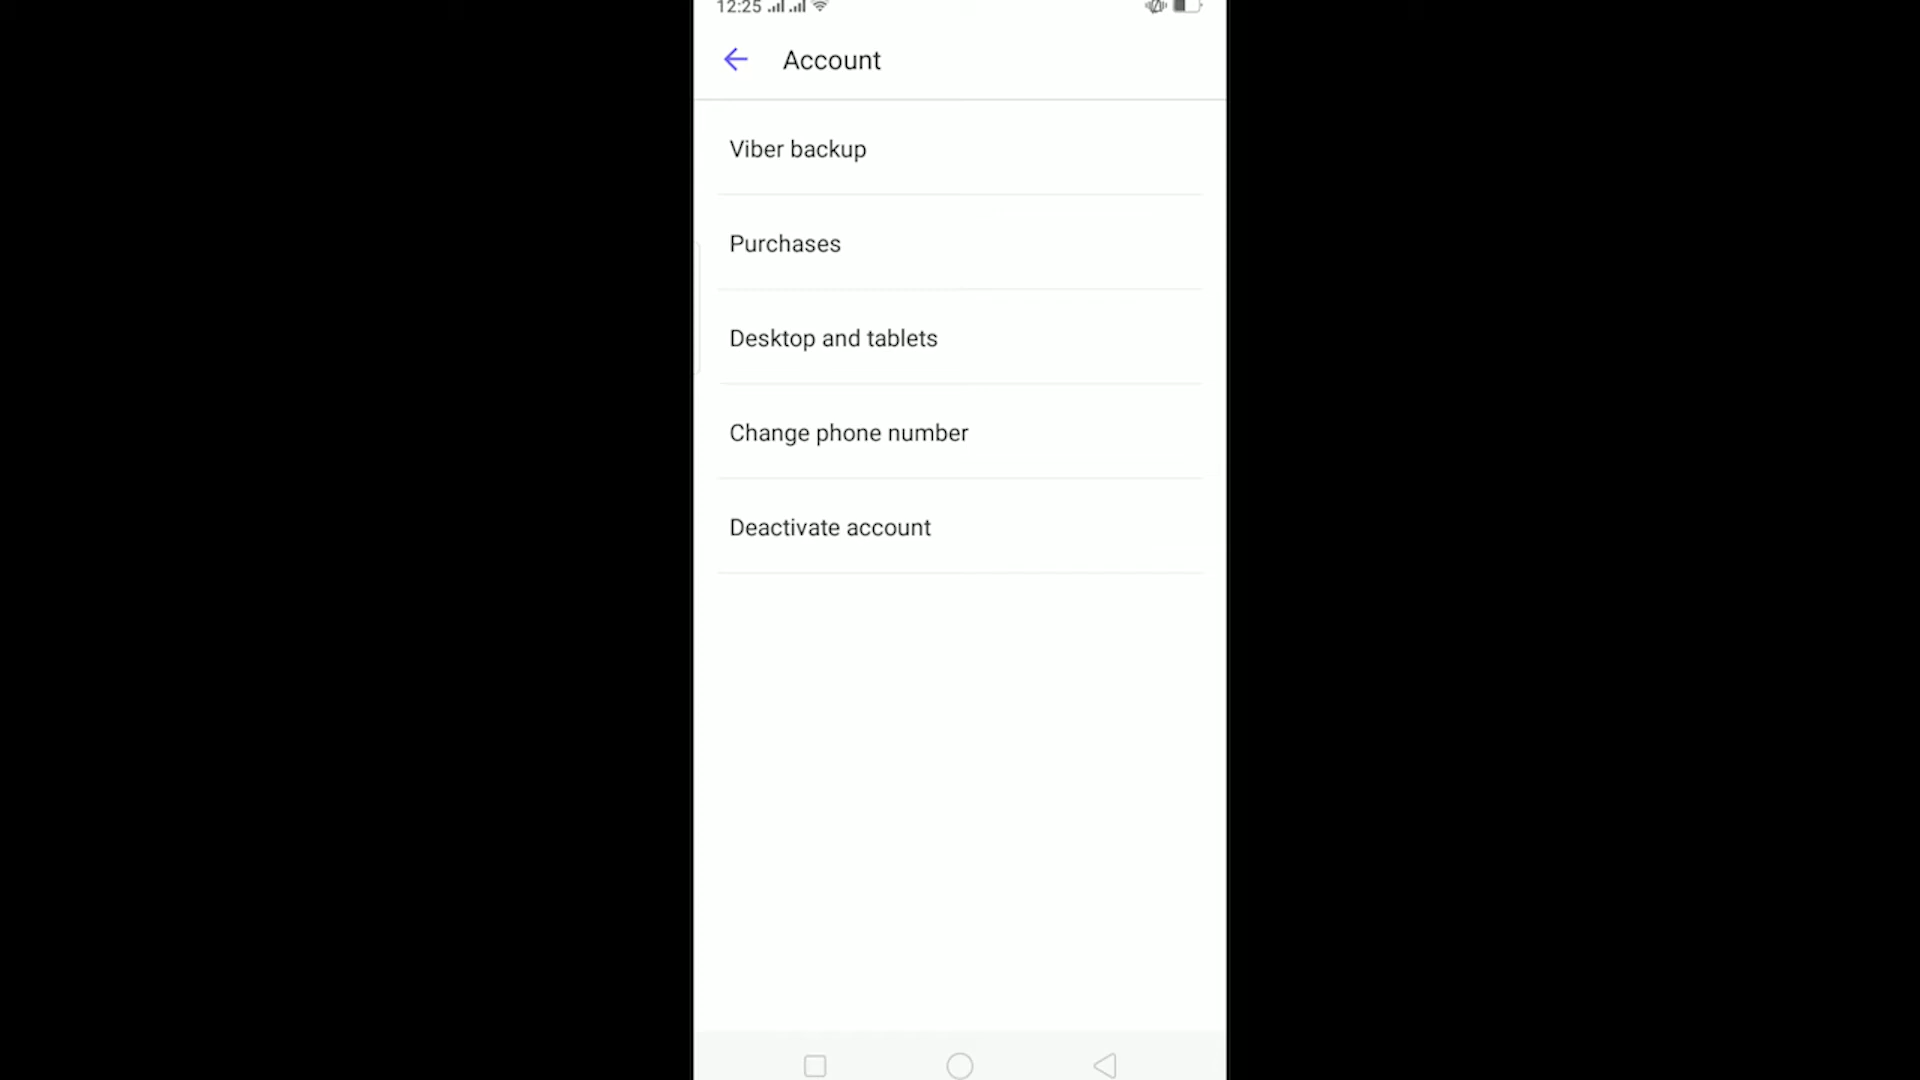 12:25
Account
Viber backup
Purchases
Desktop and tablets
Change phone number
Deactivate account